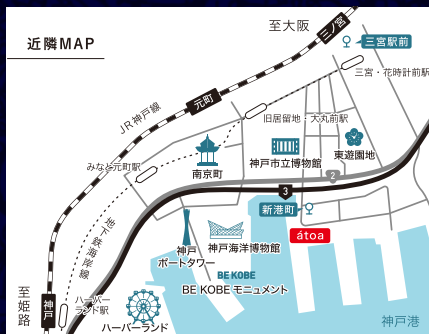 近隣MAP
至大阪
三ノ宮
三宮駅前
三宮・花時計前駅
JR神戸線
元町
旧居留地・大丸前駅
みなと元町駅
南京町
神戸市立博物館
東遊園地
2
3
新港町
átoa
地下鉄海岸線
神戸
ポートタワー
神戸海洋博物館
BE KOBE
BE KOBE モニュメント
至姫路
神戸
ハーバー
ランド駅
ハーバーランド
神戸港